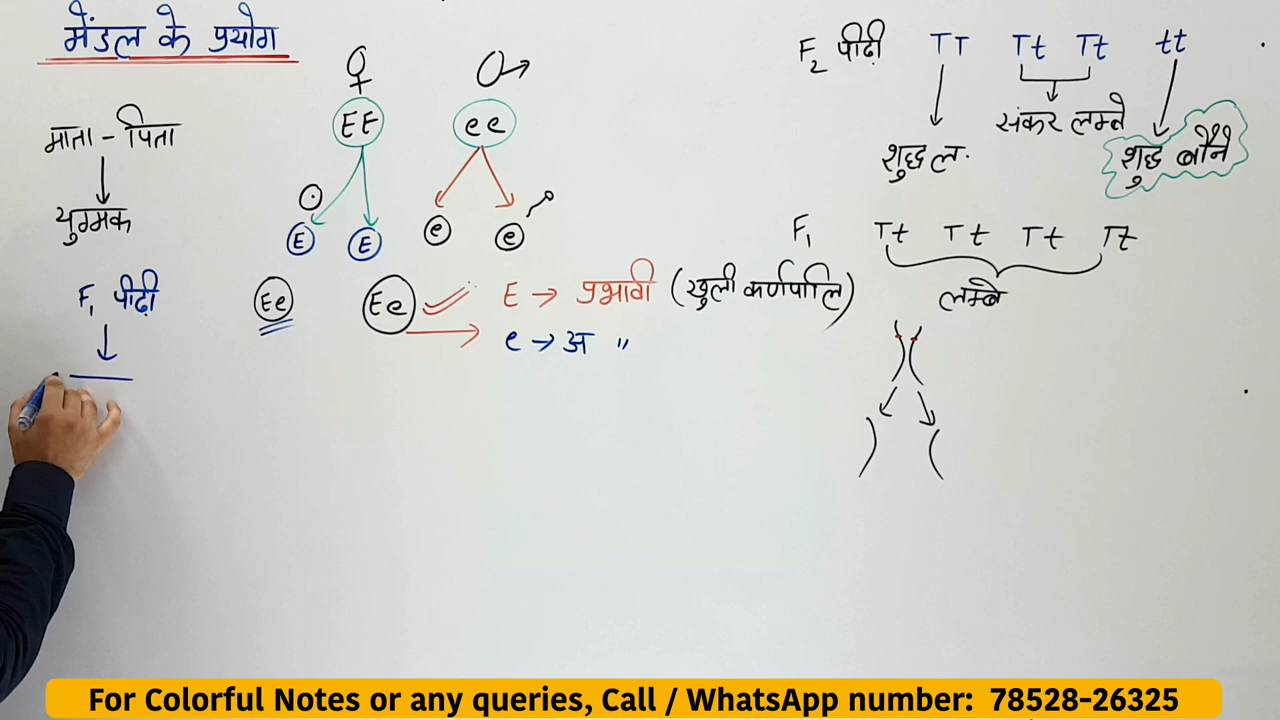 मेंडल के प्रयोग
माता - पिता
युग्मक
F₁ पीढ़ी
♀ ♂
EE ee
E E e e
Ee Ee
E → प्रभावी (खुली कर्णपालि)
e → अ "
F₂ पीढ़ी TT Tt Tt tt
संकर लम्बे
शुद्ध ल. शुद्ध बौने
F₁ Tt Tt Tt Tt
लम्बे
For Colorful Notes or any queries, Call / WhatsApp number: 78528-26325